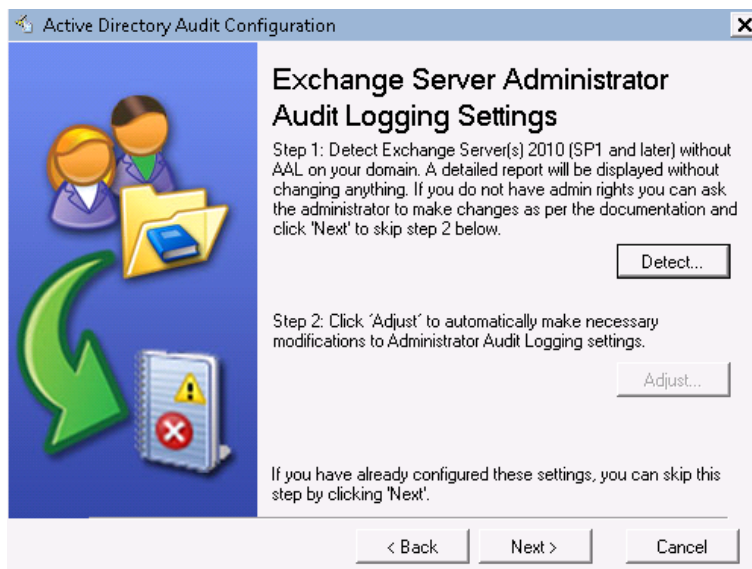 Active Directory Audit Configuration
Exchange Server Administrator
Audit Logging Settings
Step 1: Detect Exchange Server(s) 2010 (SP1 and later) without
AAL on your domain. A detailed report will be displayed without
changing anything. If you do not have admin rights you can ask
the administrator to make changes as per the documentation and
click 'Next' to skip step 2 below.
Detect...
Step 2: Click ´Adjust´ to automatically make necessary
modifications to Administrator Audit Logging settings.
Adjust...
If you have already configured these settings, you can skip this
step by clicking 'Next'.
< Back
Next >
Cancel